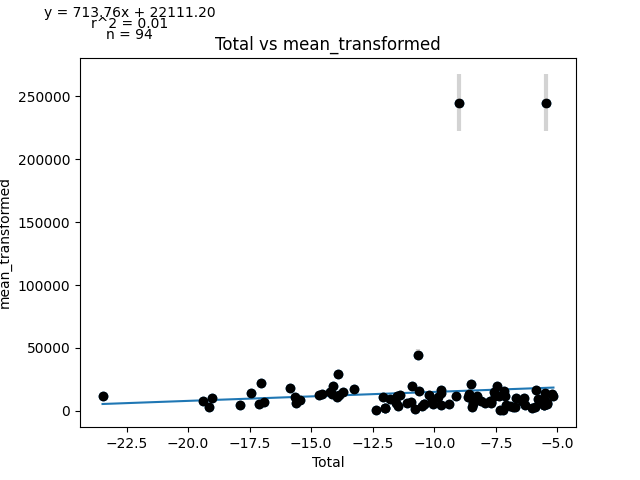 y = 713.76x + 22111.20
r^2 = 0.01
n = 94
Total vs mean_transformed
250000
200000
150000
100000
50000
0
mean_transformed
−22.5 −20.0 −17.5 −15.0 −12.5 −10.0 −7.5 −5.0
Total